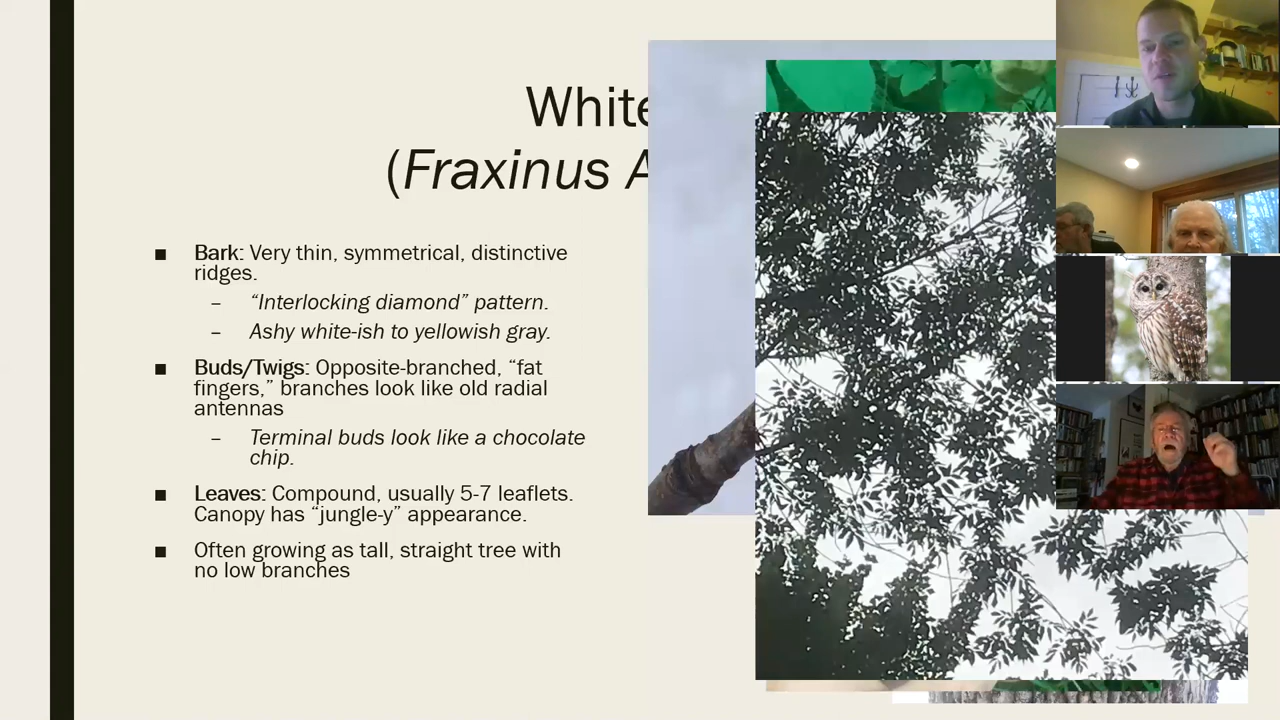 White
(Fraxinus A
■ Bark: Very thin, symmetrical, distinctive
ridges.
– “Interlocking diamond” pattern.
– Ashy white-ish to yellowish gray.
■ Buds/Twigs: Opposite-branched, “fat
fingers,” branches look like old radial
antennas
– Terminal buds look like a chocolate
chip.
■ Leaves: Compound, usually 5-7 leaflets.
Canopy has “jungle-y” appearance.
■ Often growing as tall, straight tree with
no low branches